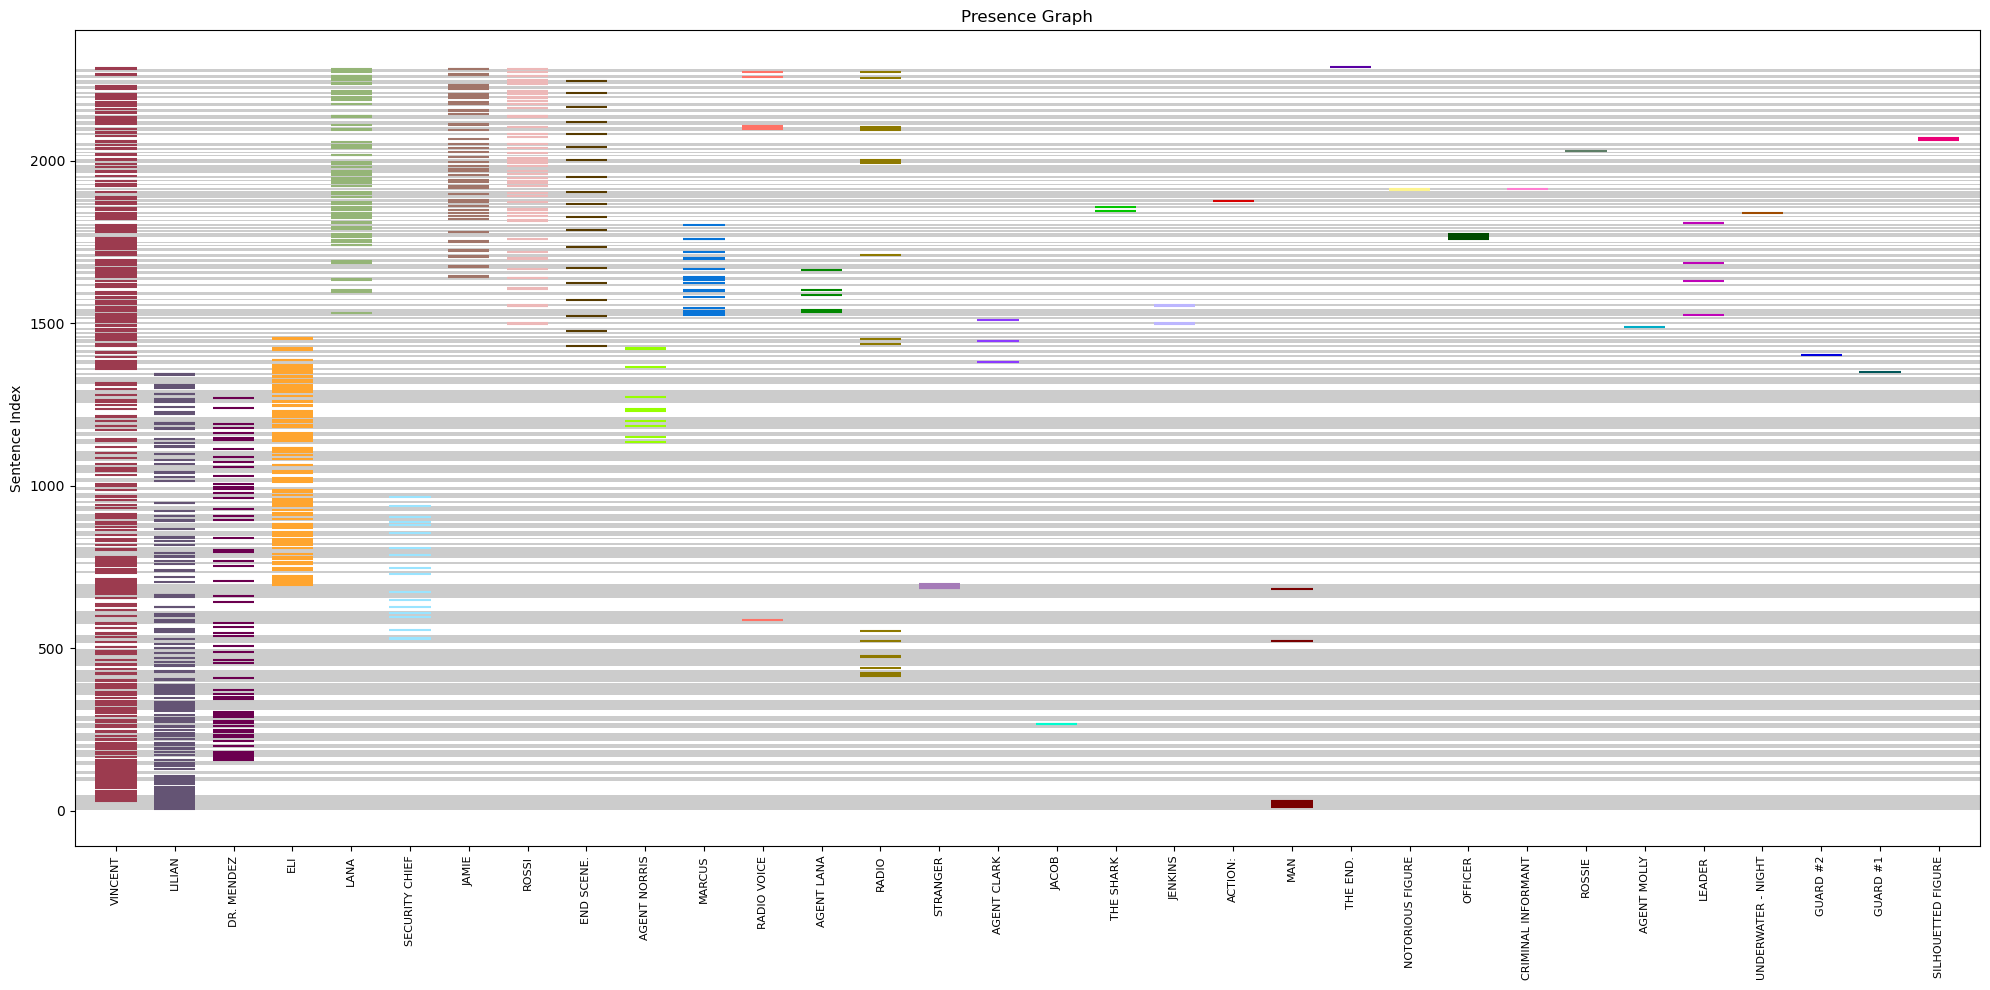 Presence Graph
Sentence Index
2000
1500
1000
500
0
VINCENT
LILIAN
DR. MENDEZ
ELI
LANA
SECURITY CHIEF
JAMIE
ROSSI
END SCENE.
AGENT NORRIS
MARCUS
RADIO VOICE
AGENT LANA
RADIO
STRANGER
AGENT CLARK
JACOB
THE SHARK
JENKINS
ACTION:
MAN
THE END.
NOTORIOUS FIGURE
OFFICER
CRIMINAL INFORMANT
ROSSIE
AGENT MOLLY
LEADER
UNDERWATER - NIGHT
GUARD #2
GUARD #1
SILHOUETTED FIGURE